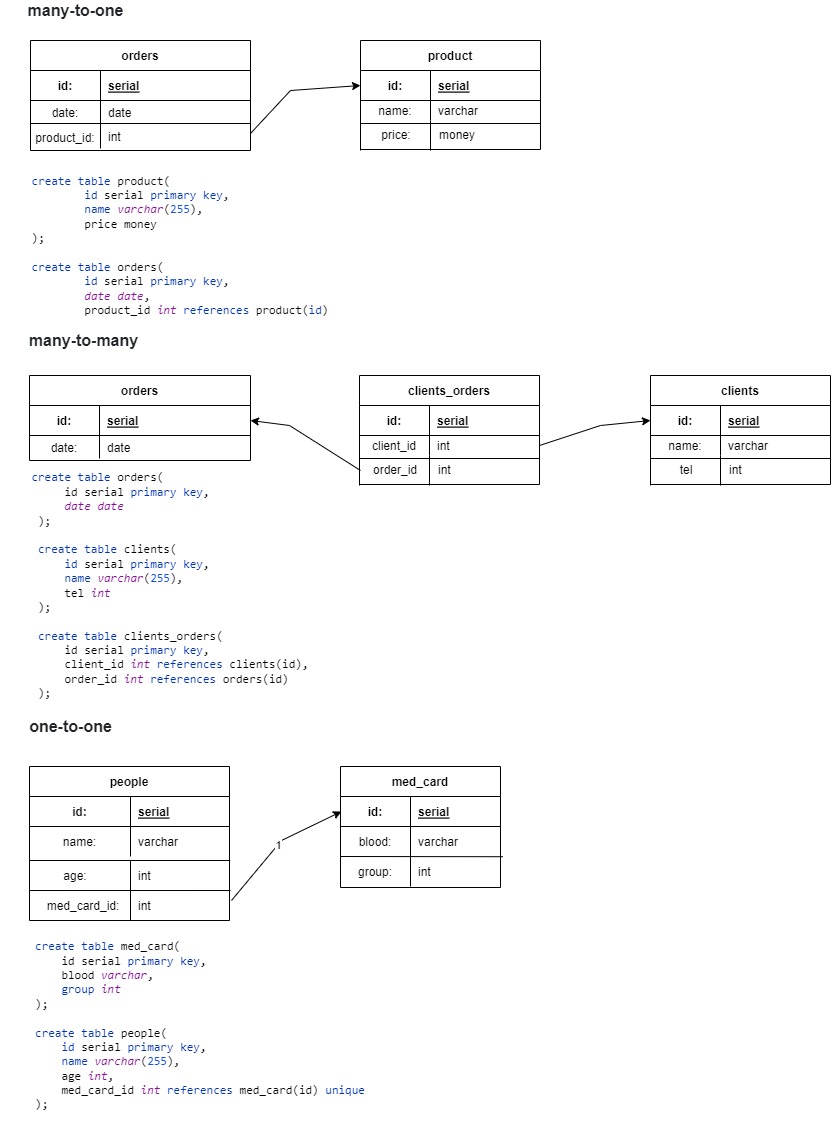 many-to-one
orders
product
id: serial
id: serial
date: date
name: varchar
product_id: int
price: money
create table product(
id serial primary key,
name varchar(255),
price money
);
create table orders(
id serial primary key,
date date,
product_id int references product(id)
many-to-many
orders
clients_orders
clients
id: serial
id: serial
id: serial
date: date
client_id int
name: varchar
order_id int
tel int
create table orders(
id serial primary key,
date date
);
create table clients(
id serial primary key,
name varchar(255),
tel int
);
create table clients_orders(
id serial primary key,
client_id int references clients(id),
order_id int references orders(id)
);
one-to-one
people
med_card
id: serial
id: serial
name: varchar
blood: varchar
1
age: int
group: int
med_card_id: int
create table med_card(
id serial primary key,
blood varchar,
group int
);
create table people(
id serial primary key,
name varchar(255),
age int,
med_card_id int references med_card(id) unique
);